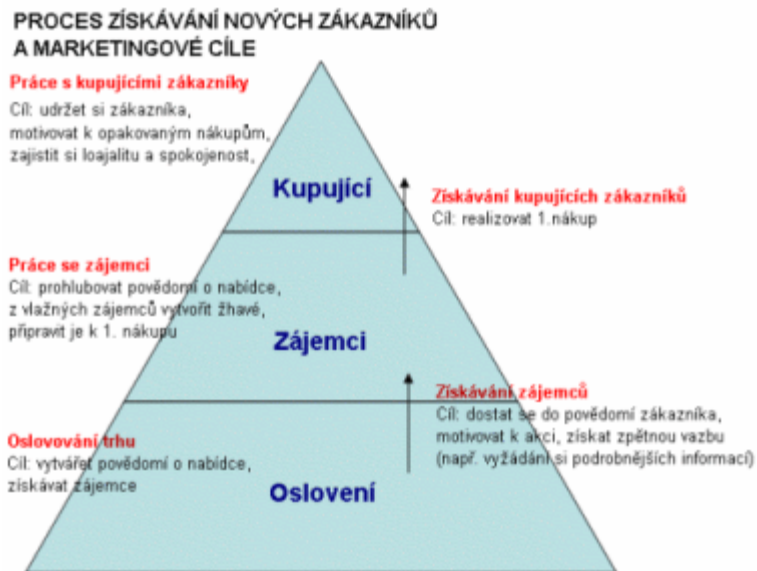 PROCES ZÍSKÁVÁNÍ NOVÝCH ZÁKAZNÍKŮ
A MARKETINGOVÉ CÍLE
Práce s kupujícími zákazníky
Cíl: udržet si zákazníka,
motivovat k opakovaným nákupům,
zajistit si loajalitu a spokojenost,
Kupující
Získávání kupujících zákazníků
Cíl: realizovat 1.nákup
Práce se zájemci
Cíl: prohlubovat povědomí o nabídce,
z vlažných zájemců vytvořit žhavé,
připravit je k 1. nákupu
Zájemci
Získávání zájemců
Cíl: dostat se do povědomí zákazníka,
motivovat k akci, získat zpětnou vazbu
(např. vyžádání si podrobnějších informací)
Oslovování trhu
Cíl: vytvářet povědomí o nabídce,
získávat zájemce
Oslovení